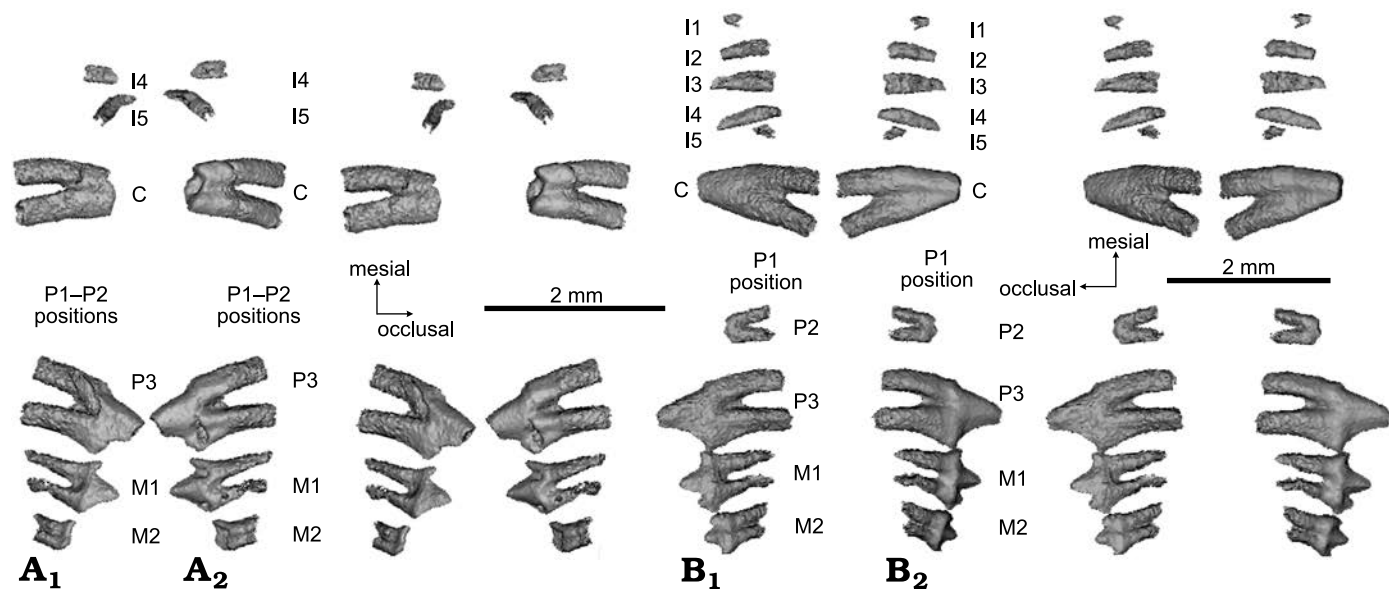 I4 I4
I5 I5
C C
P1–P2 positions
P1–P2 positions
mesial
occlusal
2 mm
P3 P3
M1 M1
M2 M2
A1 A2
I1 I1
I2 I2
I3 I3
I4 I4
I5 I5
C C
P1 position
P1 position
mesial
occlusal
2 mm
P2 P2
P3 P3
M1 M1
M2 M2
B1 B2